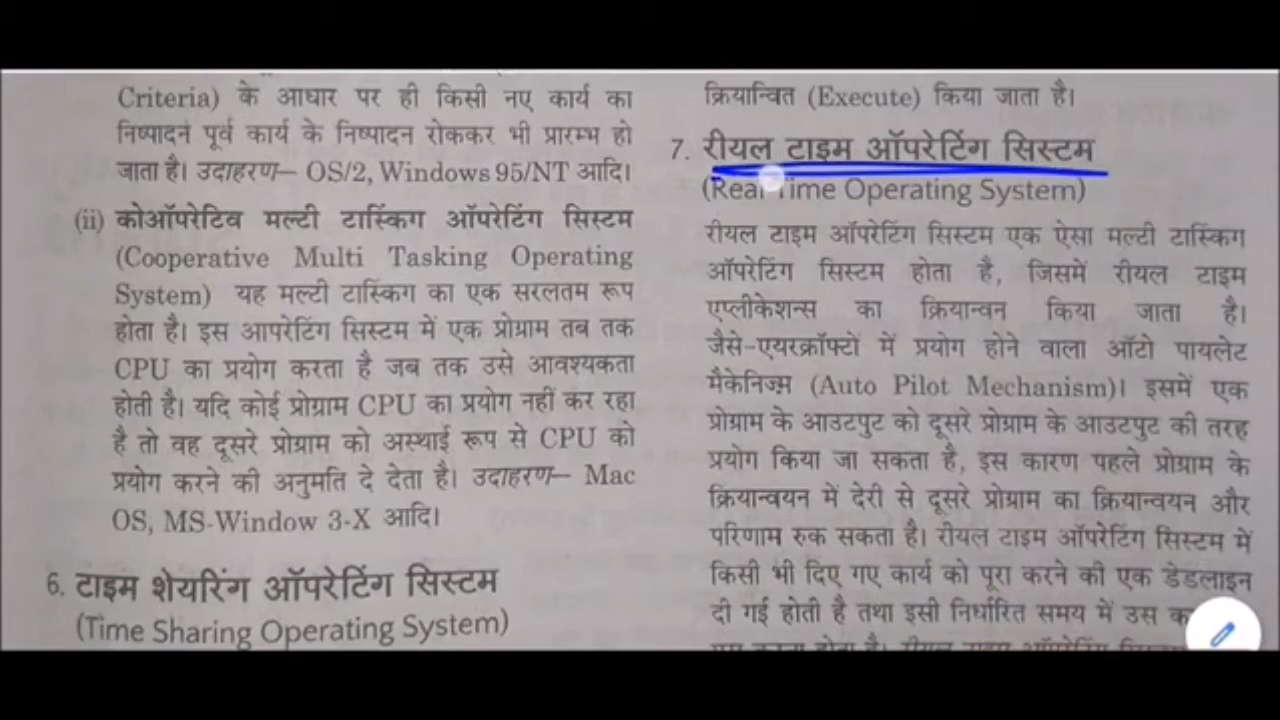 Criteria) के आधार पर ही किसी नए कार्य का
निष्पादन पूर्व कार्य के निष्पादन रोककर भी प्रारम्भ हो
जाता है। उदाहरण– OS/2, Windows 95/NT आदि।
(ii) कोऑपरेटिव मल्टी टास्किंग ऑपरेटिंग सिस्टम
(Cooperative Multi Tasking Operating
System) यह मल्टी टास्किंग का एक सरलतम रूप
होता है। इस आपरेटिंग सिस्टम में एक प्रोग्राम तब तक
CPU का प्रयोग करता है जब तक उसे आवश्यकता
होती है। यदि कोई प्रोग्राम CPU का प्रयोग नहीं कर रहा
है तो वह दूसरे प्रोग्राम को अस्थाई रूप से CPU को
प्रयोग करने की अनुमति दे देता है। उदाहरण– Mac
OS, MS-Window 3-X आदि।
6. टाइम शेयरिंग ऑपरेटिंग सिस्टम
(Time Sharing Operating System)
क्रियान्वित (Execute) किया जाता है।
7. रीयल टाइम ऑपरेटिंग सिस्टम
(Real Time Operating System)
रीयल टाइम ऑपरेटिंग सिस्टम एक ऐसा मल्टी टास्किंग
ऑपरेटिंग सिस्टम होता है, जिसमें रीयल टाइम
एप्लीकेशन्स का क्रियान्वन किया जाता है।
जैसे-एयरक्रॉफ्टों में प्रयोग होने वाला ऑटो पायलेट
मैकेनिज्म (Auto Pilot Mechanism)। इसमें एक
प्रोग्राम के आउटपुट को दूसरे प्रोग्राम के आउटपुट की तरह
प्रयोग किया जा सकता है, इस कारण पहले प्रोग्राम के
क्रियान्वयन में देरी से दूसरे प्रोग्राम का क्रियान्वयन और
परिणाम रुक सकता है। रीयल टाइम ऑपरेटिंग सिस्टम में
किसी भी दिए गए कार्य को पूरा करने की एक डेडलाइन
दी गई होती है तथा इसी निर्धारित समय में उस